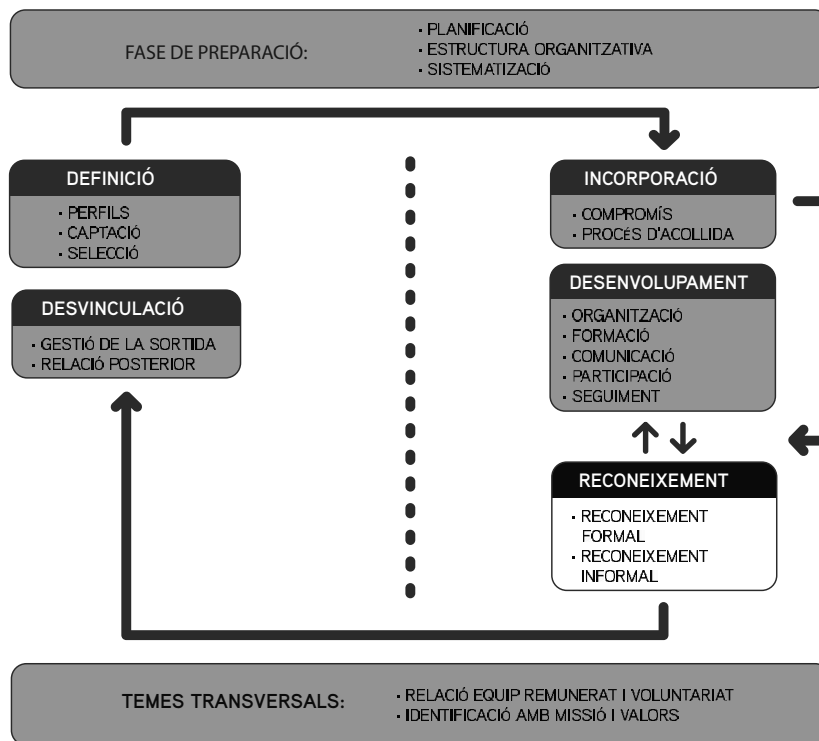 FASE DE PREPARACIÓ:
· PLANIFICACIÓ
· ESTRUCTURA ORGANITZATIVA
· SISTEMATIZACIÓ
DEFINICIÓ
· PERFILS
· CAPTACIÓ
· SELECCIÓ
DESVINCULACIÓ
· GESTIÓ DE LA SORTIDA
· RELACIÓ POSTERIOR
INCORPORACIÓ
· COMPROMÍS
· PROCÉS D'ACOLLIDA
DESENVOLUPAMENT
· ORGANITZACIÓ
· FORMACIÓ
· COMUNICACIÓ
· PARTICIPACIÓ
· SEGUIMENT
RECONEIXEMENT
· RECONEIXEMENT
FORMAL
· RECONEIXEMENT
INFORMAL
TEMES TRANSVERSALS:
· RELACIÓ EQUIP REMUNERAT I VOLUNTARIAT
· IDENTIFICACIÓ AMB MISSIÓ I VALORS